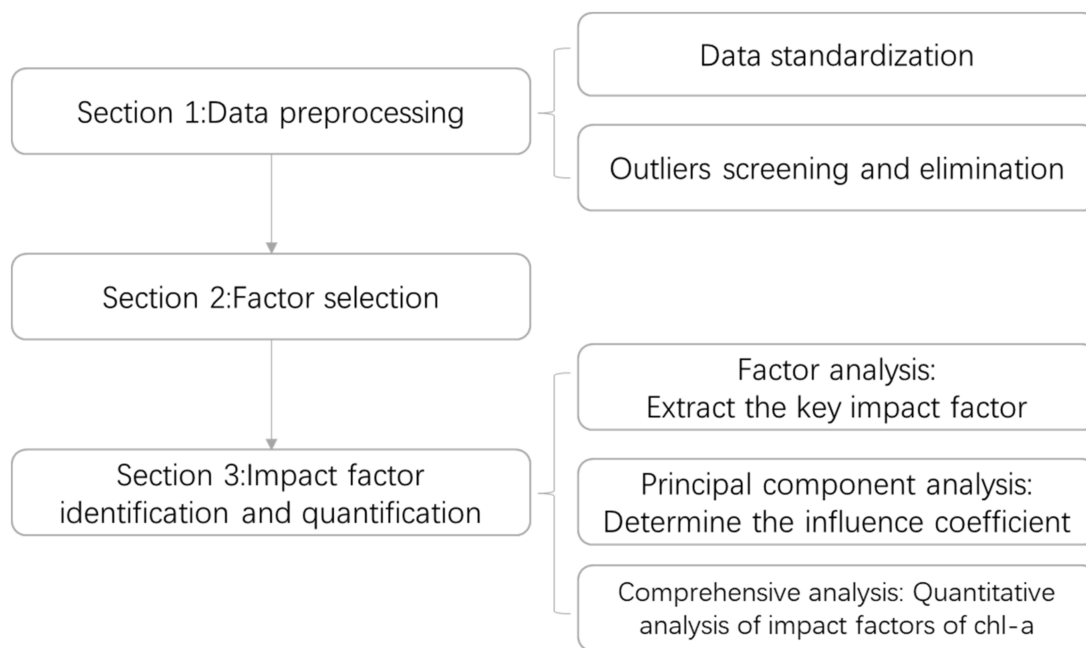 Section 1:Data preprocessing
Data standardization
Outliers screening and elimination
Section 2:Factor selection
Section 3:Impact factor
identification and quantification
Factor analysis:
Extract the key impact factor
Principal component analysis:
Determine the influence coefficient
Comprehensive analysis: Quantitative
analysis of impact factors of chl-a